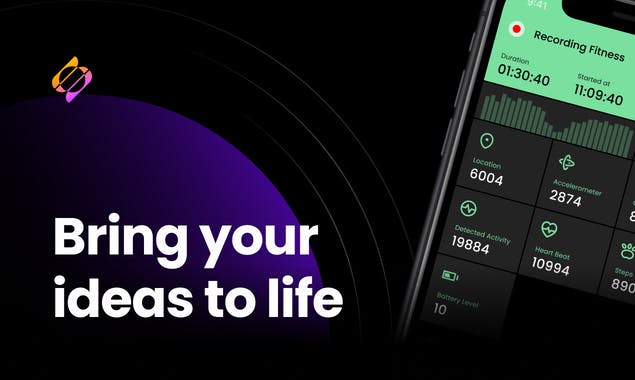 Bring your
ideas to life
9:41
Recording Fitness
Duration
01:30:40
Started at
11:09:40
Location
6004
Accelerometer
2874
Detected Activity
19884
Heart Beat
10994
Steps
890
Battery Level
10